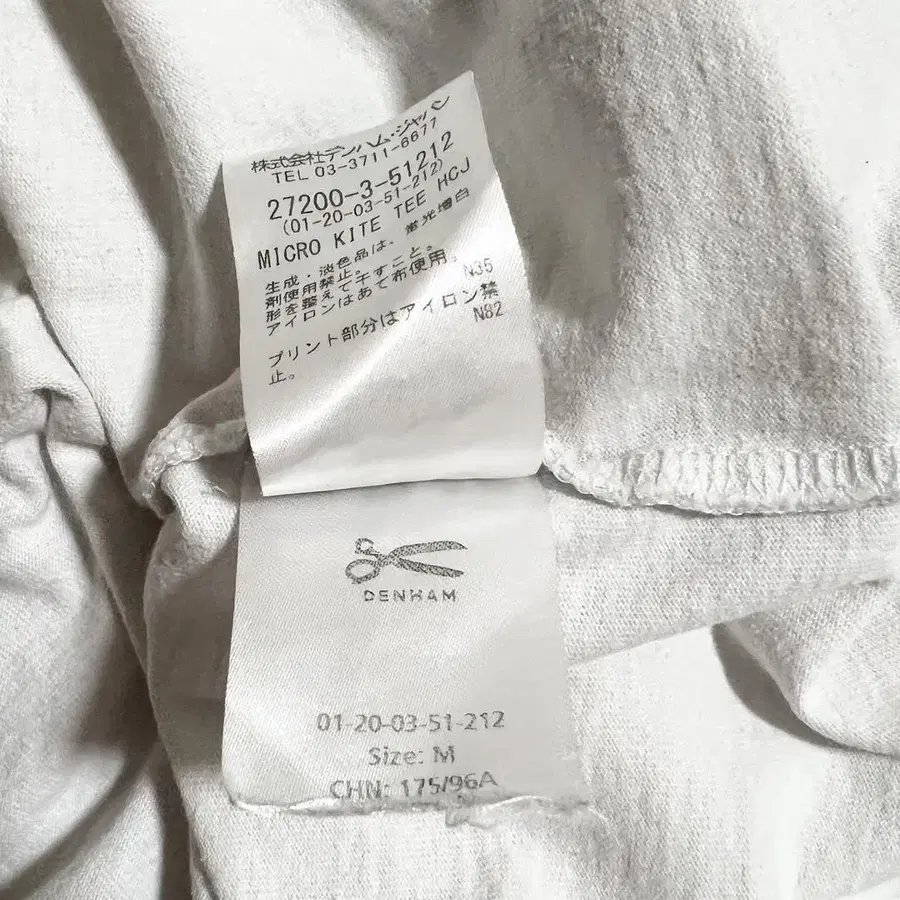 株式会社デンハム・ジャパン
TEL 03-3711-6677
27200-3-51212
(01-20-03-51-212)
MICRO KITE TEE HCJ
生成・淡色品は、蛍光増白
剤使用禁止。
形を整えて干すこと。
アイロンはあて布使用。 N35
プリント部分はアイロン禁
止。 N82
DENHAM
01-20-03-51-212
Size: M
CHN: 175/96A